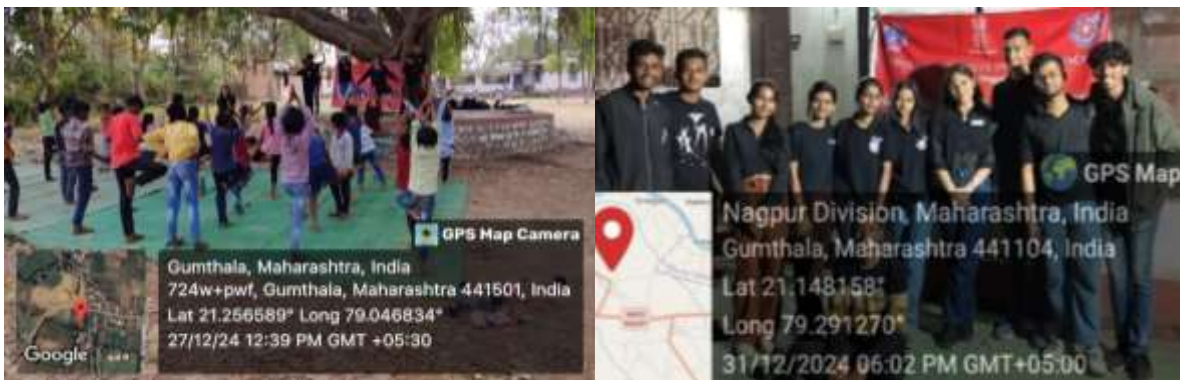 GPS Map Camera
Gumthala, Maharashtra, India
724w+pwf, Gumthala, Maharashtra 441501, India
Lat 21.256589° Long 79.046834°
27/12/24 12:39 PM GMT +05:30
Google
GPS Map
Nagpur Division, Maharashtra, India
Gumthala, Maharashtra 441104, India
Lat 21.148158°
Long 79.291270°
31/12/2024 06:02 PM GMT+05:00